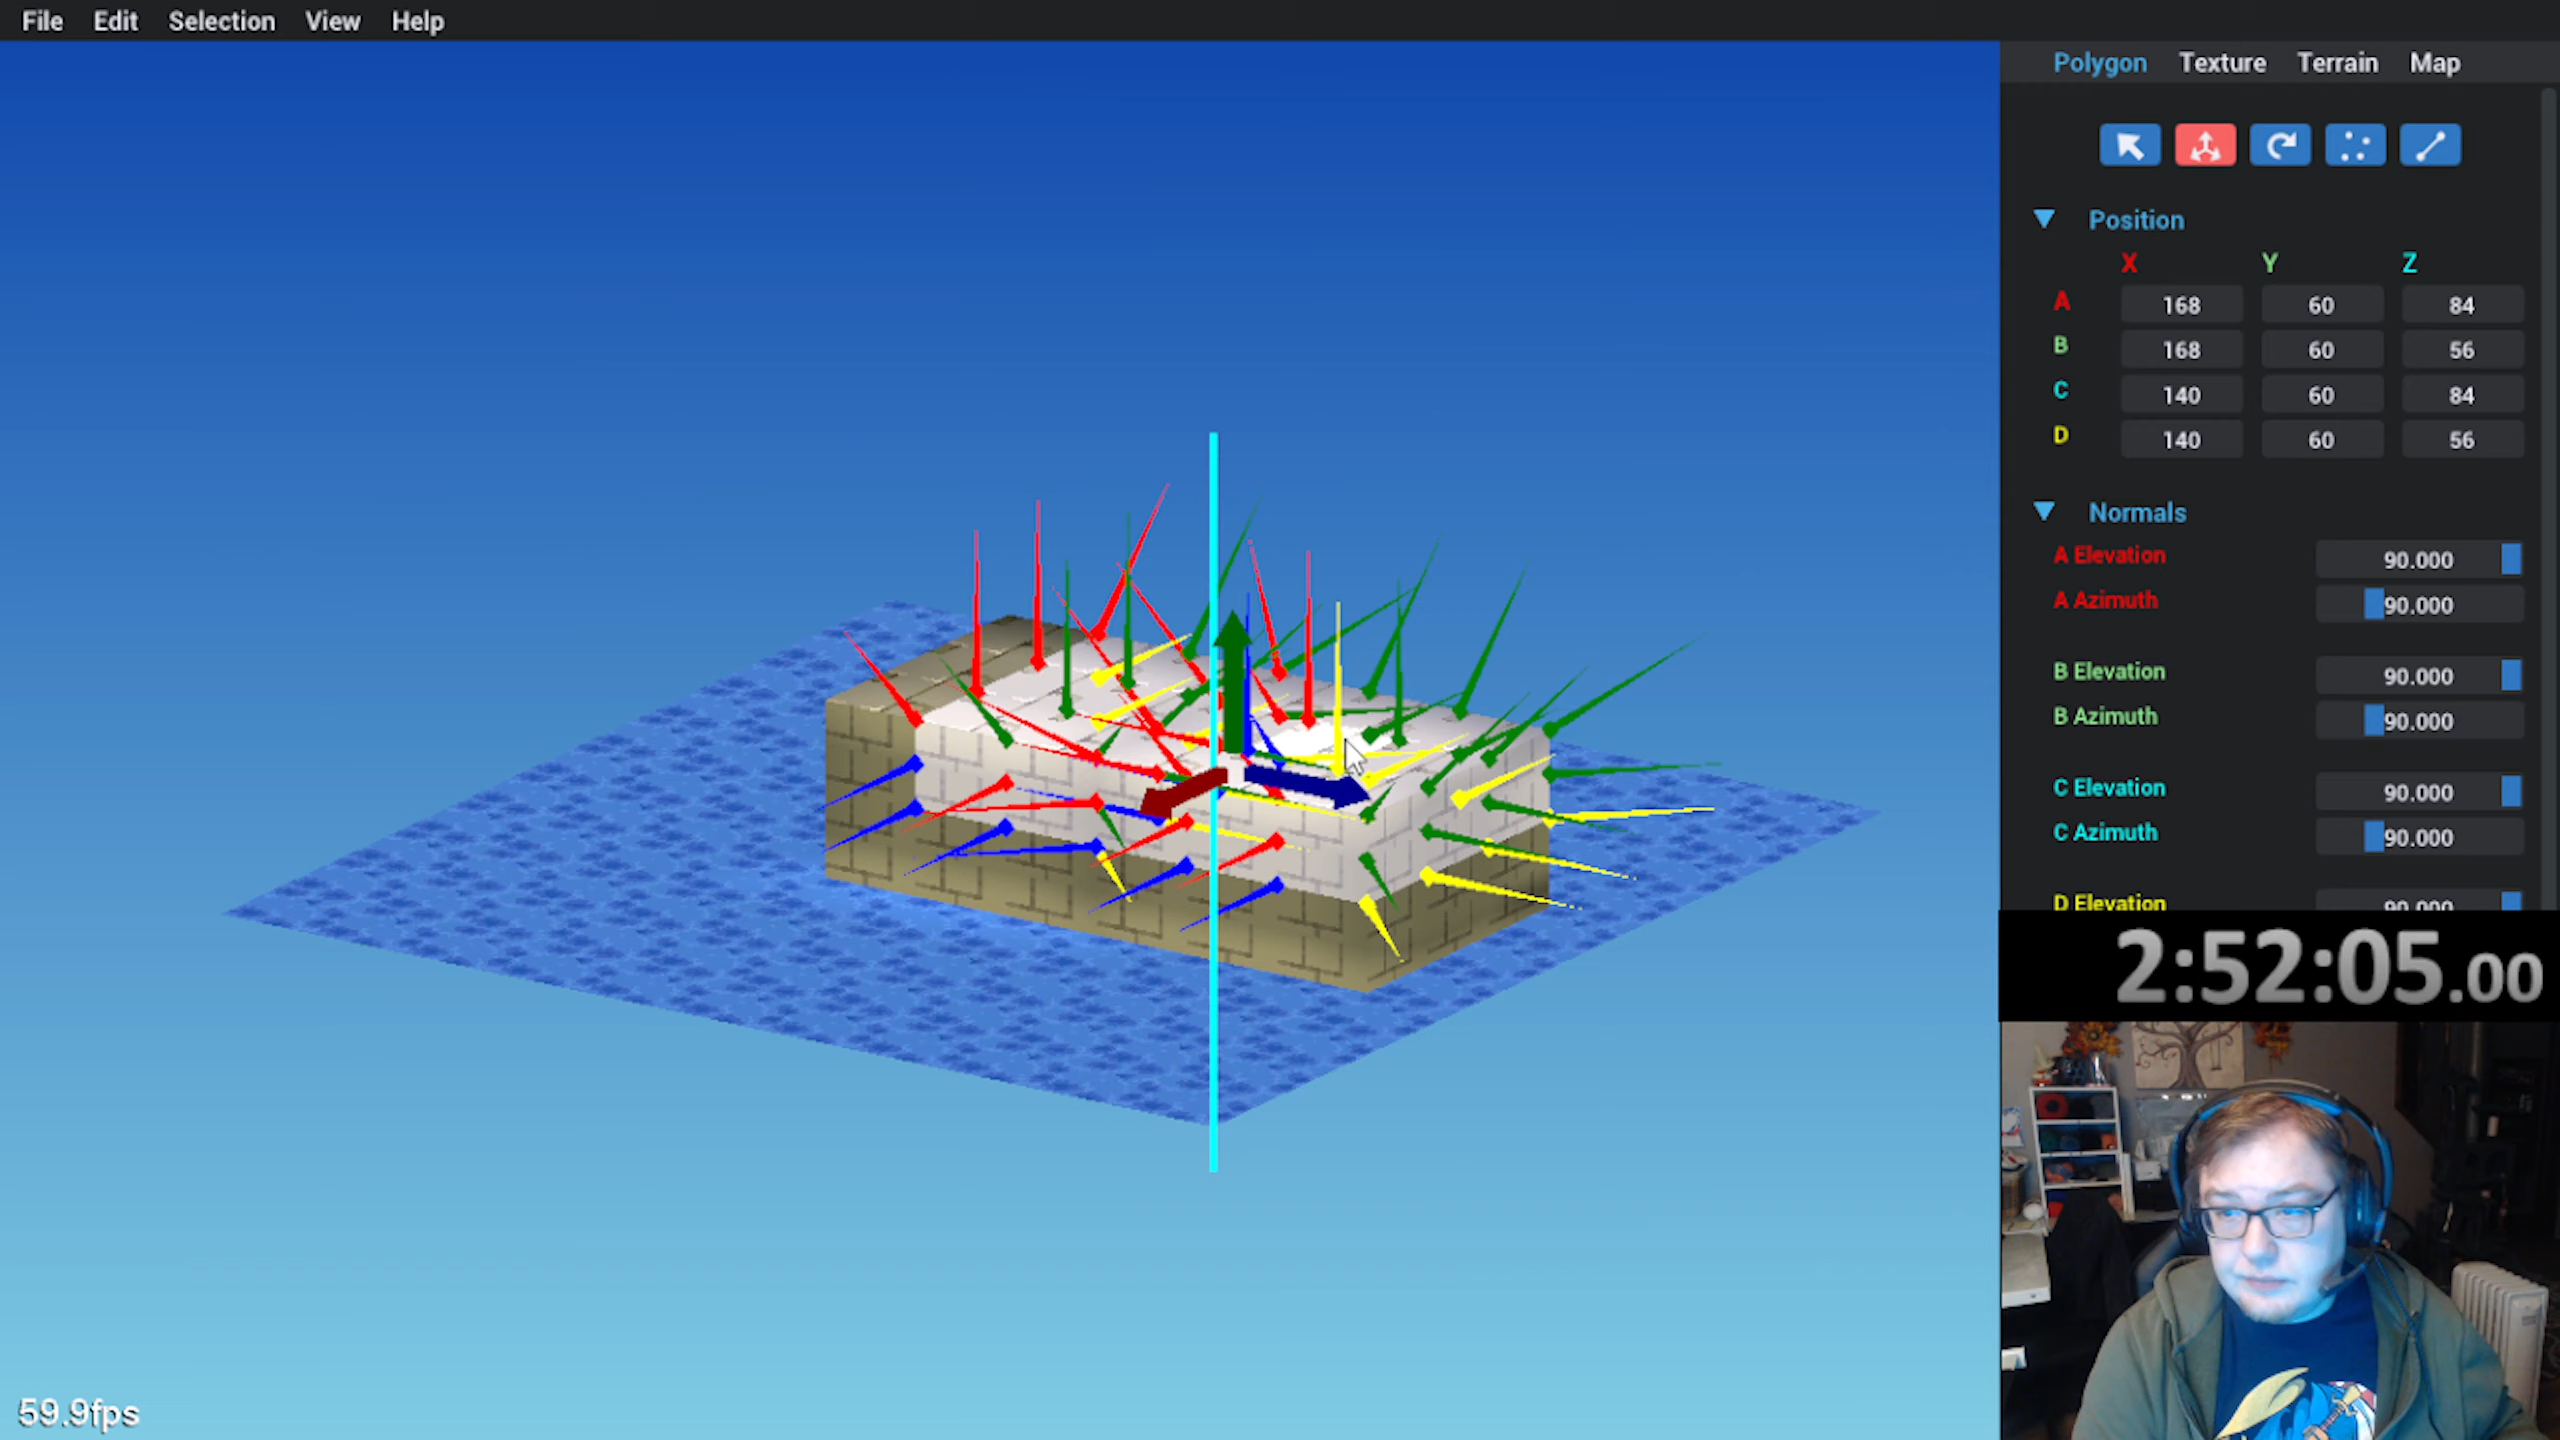 File Edit Selection View Help
Polygon Texture Terrain Map
Position
X Y Z
A 168 60 84
B 168 60 56
C 140 60 84
D 140 60 56
Normals
A Elevation 90.000
A Azimuth 90.000
B Elevation 90.000
B Azimuth 90.000
C Elevation 90.000
C Azimuth 90.000
D Elevation 90.000
2:52:05.00
59.9fps